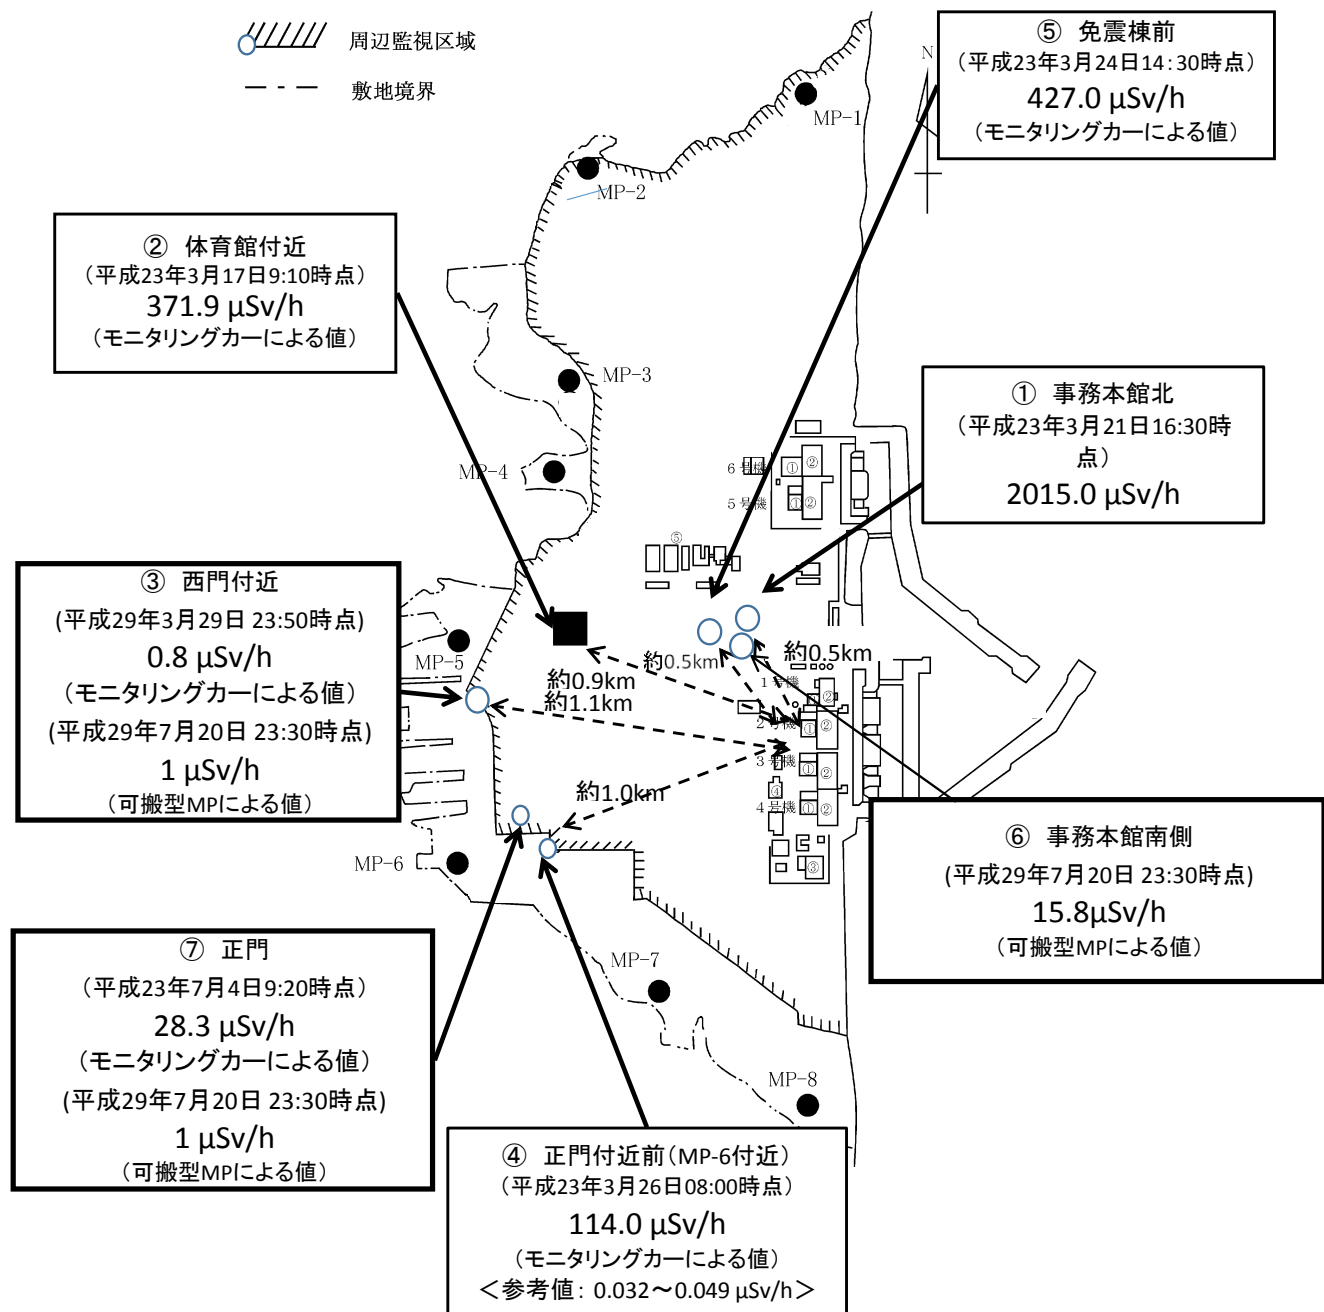 周辺監視区域
敷地境界
⑤ 免震棟前
（平成23年3月24日14：30時点）
427.0 μSv/h
（モニタリングカーによる値）
N
MP-1
MP-2
② 体育館付近
（平成23年3月17日9:10時点）
371.9 μSv/h
（モニタリングカーによる値）
MP-3
① 事務本館北
（平成23年3月21日16:30時
点）
2015.0 μSv/h
MP-4
6号機
①
②
5号機
①
②
⑤
③ 西門付近
(平成29年3月29日 23:50時点)
0.8 μSv/h
（モニタリングカーによる値）
(平成29年7月20日 23:30時点)
1 μSv/h
（可搬型MPによる値）
MP-5
約0.5km
約0.5km
約0.9km
約1.1km
1号機
②
2号機
①
②
3号機
①
②
約1.0km
④
4号機
①
②
③
MP-6
⑥ 事務本館南側
(平成29年7月20日 23:30時点)
15.8μSv/h
（可搬型MPによる値）
⑦ 正門
（平成23年7月4日9:20時点）
28.3 μSv/h
（モニタリングカーによる値）
(平成29年7月20日 23:30時点)
1 μSv/h
（可搬型MPによる値）
MP-7
MP-8
④ 正門付近前（MP-6付近）
（平成23年3月26日08:00時点）
114.0 μSv/h
（モニタリングカーによる値）
＜参考値：0.032～0.049 μSv/h＞